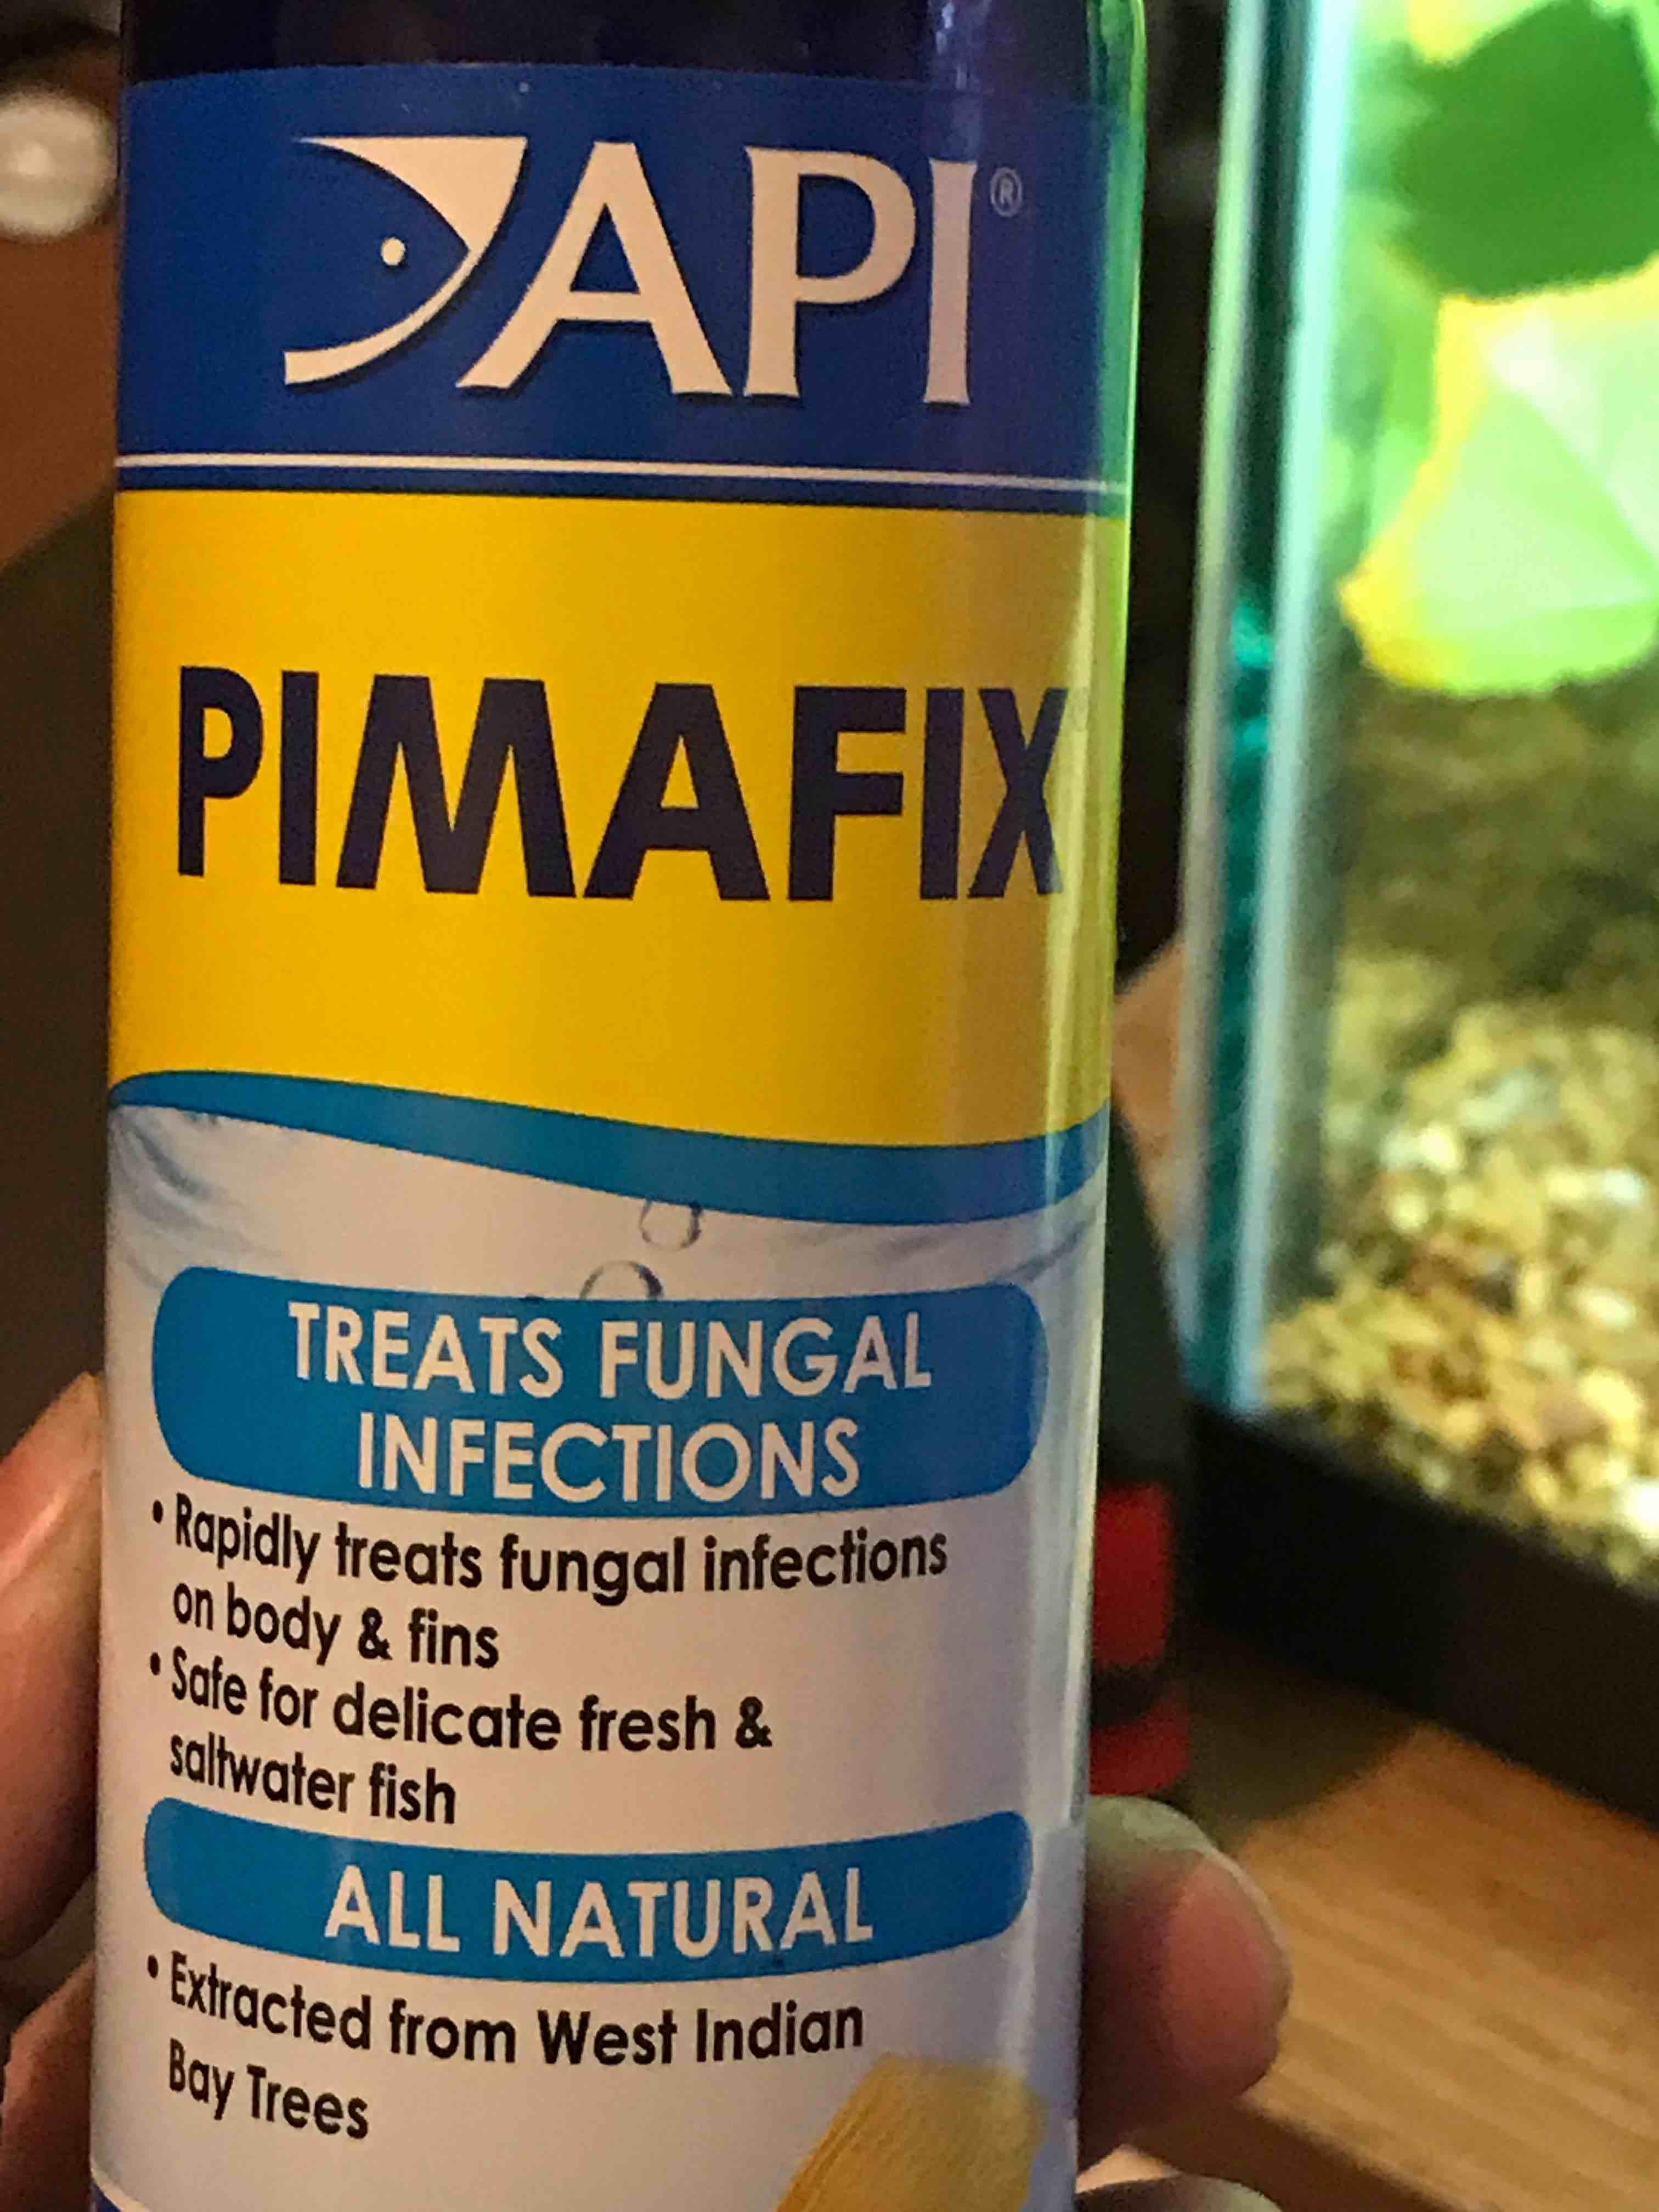 API®
PIMAFIX
TREATS FUNGAL
INFECTIONS
• Rapidly treats fungal infections
on body & fins
• Safe for delicate fresh &
saltwater fish
ALL NATURAL
• Extracted from West Indian
Bay Trees